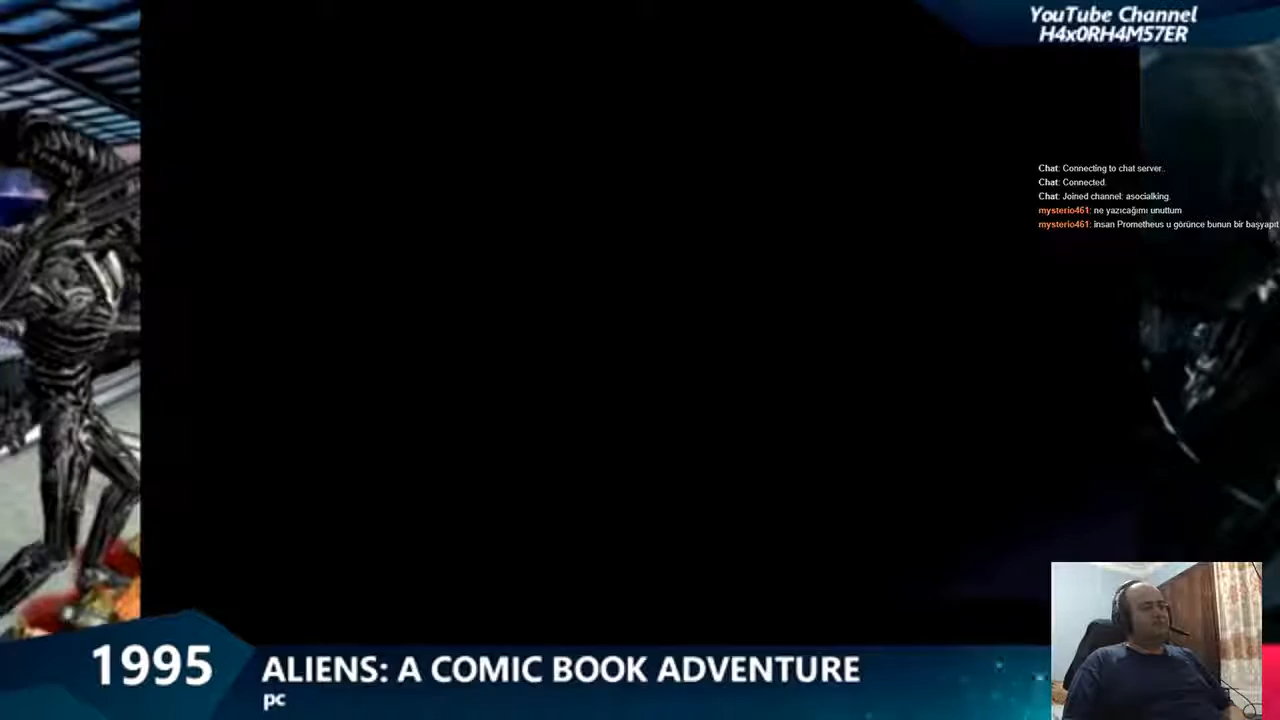 YouTube Channel
H4x0RH4M57ER
Chat: Connecting to chat server..
Chat: Connected.
Chat: Joined channel: asocialking.
mysterio461: ne yazıcağımı unuttum
mysterio461: insan Prometheus u görünce bunun bir başyapıt
1995
ALIENS: A COMIC BOOK ADVENTURE
pc